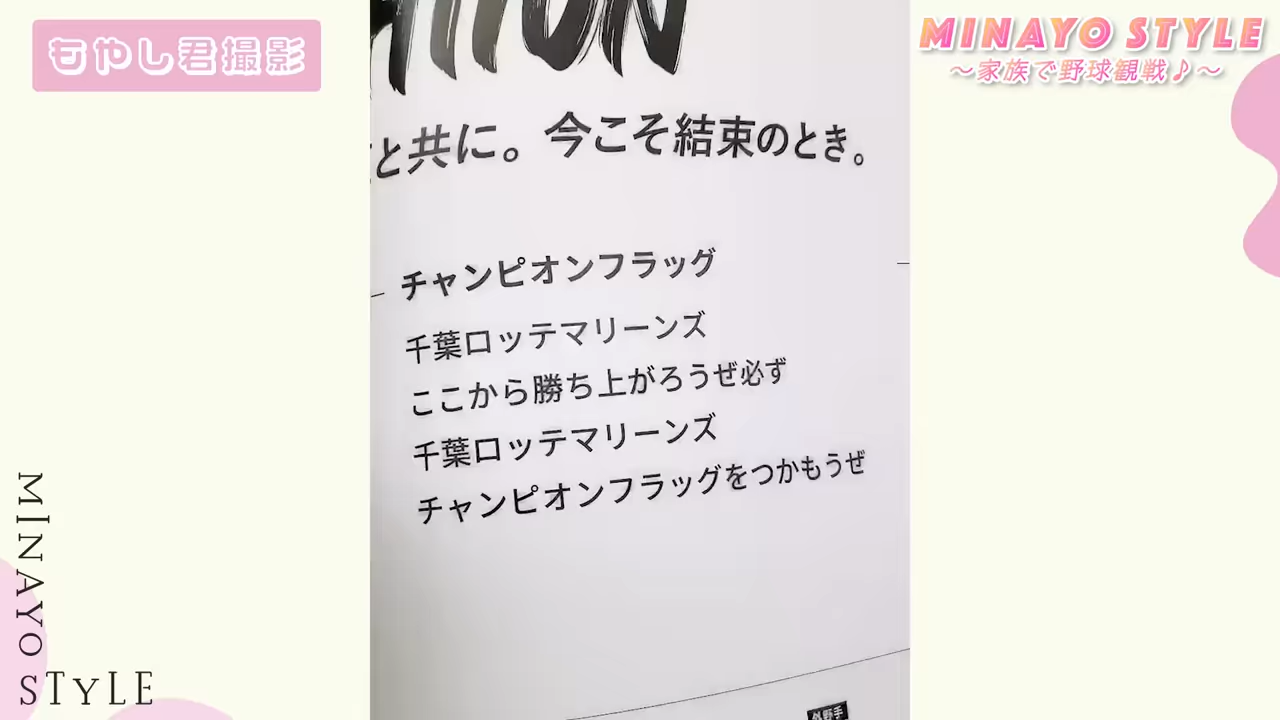 もやし君撮影
MINAYO STYLE
～家族で野球観戦♪～
と共に。今こそ結束のとき。
チャンピオンフラッグ
千葉ロッテマリーンズ
ここから勝ち上がろうぜ必ず
千葉ロッテマリーンズ
チャンピオンフラッグをつかもうぜ
外野手
MINAYO
STYLE